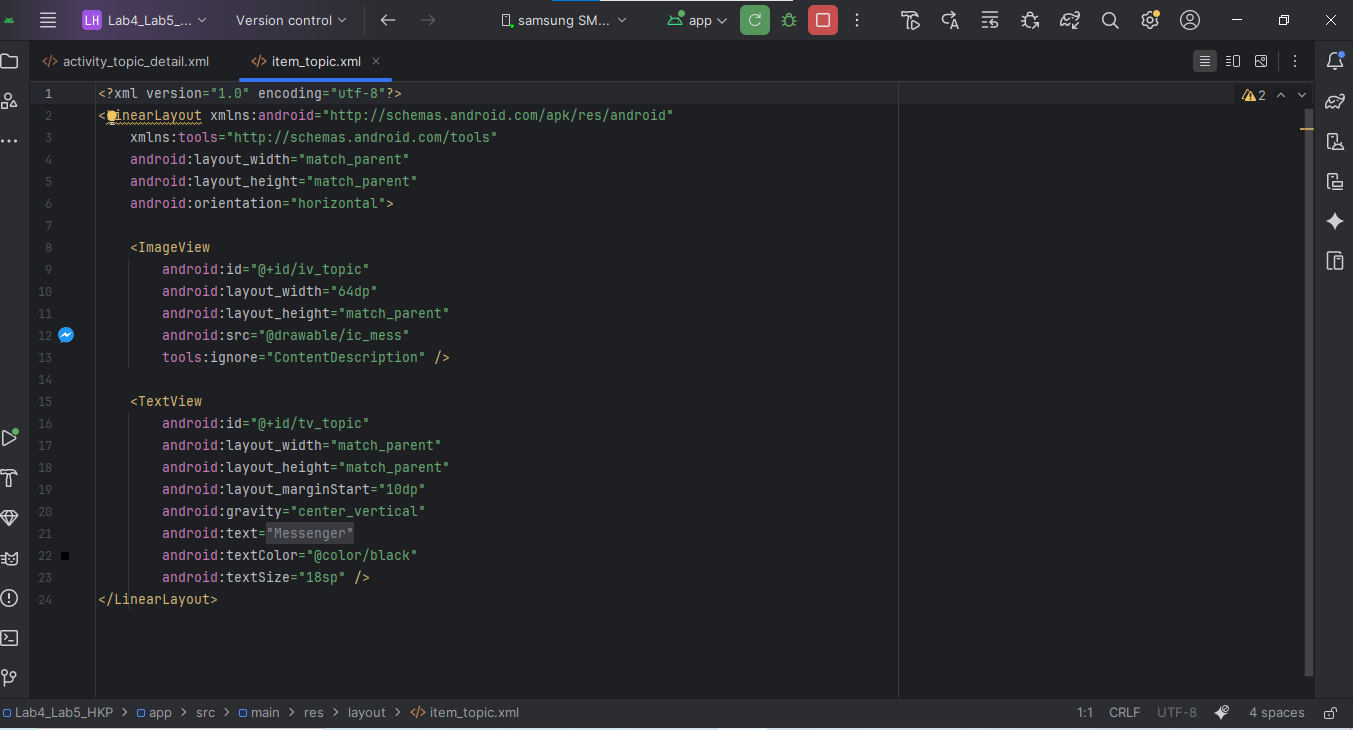 LH Lab4_Lab5_... Version control samsung SM... app
activity_topic_detail.xml item_topic.xml
1 <?xml version="1.0" encoding="utf-8"?> 2
2 <LinearLayout xmlns:android="http://schemas.android.com/apk/res/android"
3 xmlns:tools="http://schemas.android.com/tools"
4 android:layout_width="match_parent"
5 android:layout_height="match_parent"
6 android:orientation="horizontal">
7
8 <ImageView
9 android:id="@+id/iv_topic"
10 android:layout_width="64dp"
11 android:layout_height="match_parent"
12 android:src="@drawable/ic_mess"
13 tools:ignore="ContentDescription" />
14
15 <TextView
16 android:id="@+id/tv_topic"
17 android:layout_width="match_parent"
18 android:layout_height="match_parent"
19 android:layout_marginStart="10dp"
20 android:gravity="center_vertical"
21 android:text="Messenger"
22 android:textColor="@color/black"
23 android:textSize="18sp" />
24 </LinearLayout>
Lab4_Lab5_HKP > app > src > main > res > layout > </> item_topic.xml 1:1 CRLF UTF-8 4 spaces